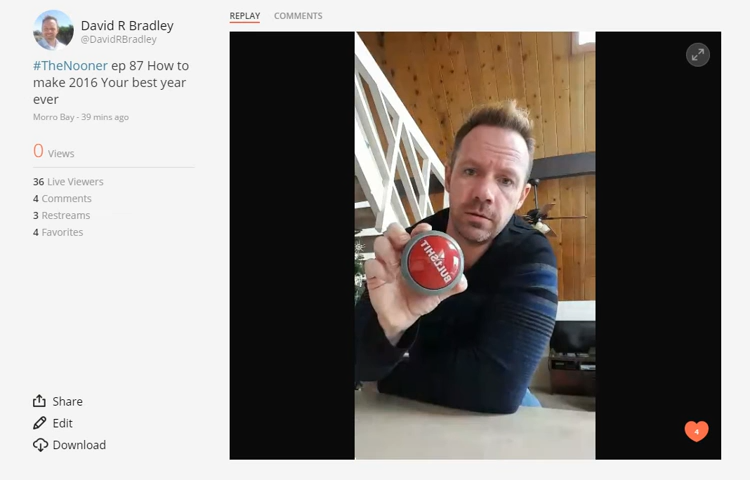 David R Bradley
@DavidRBradley
#TheNooner ep 87 How to
make 2016 Your best year
ever
Morro Bay - 39 mins ago
0 Views
36 Live Viewers
4 Comments
3 Restreams
4 Favorites
Share
Edit
Download
REPLAY COMMENTS
BULLSHIT
4